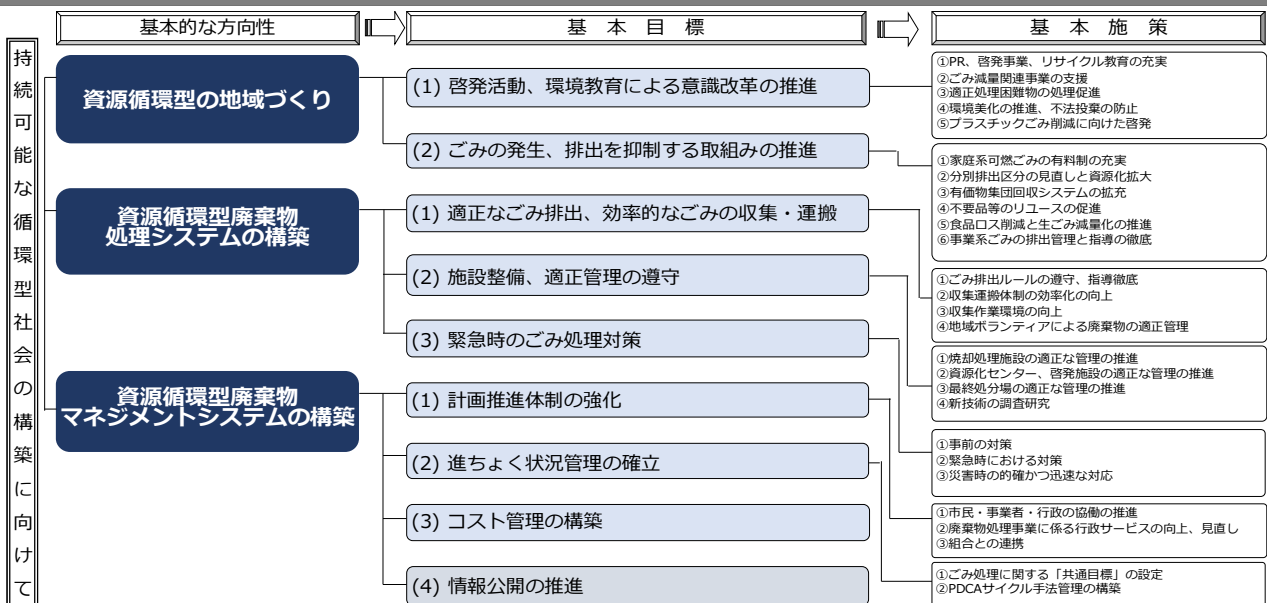 基本的な方向性
基 本 目 標
基 本 施 策
持続可能な循環型社会の構築に向けて
資源循環型の地域づくり
(1) 啓発活動、環境教育による意識改革の推進
①PR、啓発事業、リサイクル教育の充実
②ごみ減量関連事業の支援
③適正処理困難物の処理促進
④環境美化の推進、不法投棄の防止
⑤プラスチックごみ削減に向けた啓発
(2) ごみの発生、排出を抑制する取組みの推進
①家庭系可燃ごみの有料制の充実
②分別排出区分の見直しと資源化拡大
③有価物集団回収システムの拡充
④不要品等のリユースの促進
⑤食品ロス削減と生ごみ減量化の推進
⑥事業系ごみの排出管理と指導の徹底
資源循環型廃棄物
処理システムの構築
(1) 適正なごみ排出、効率的なごみの収集・運搬
①ごみ排出ルールの遵守、指導徹底
②収集運搬体制の効率化の向上
③収集作業環境の向上
④地域ボランティアによる廃棄物の適正管理
(2) 施設整備、適正管理の遵守
①焼却処理施設の適正な管理の推進
②資源化センター、啓発施設の適正な管理の推進
③最終処分場の適正な管理の推進
④新技術の調査研究
(3) 緊急時のごみ処理対策
①事前の対策
②緊急時における対策
③災害時の的確かつ迅速な対応
資源循環型廃棄物
マネジメントシステムの構築
(1) 計画推進体制の強化
①市民・事業者・行政の協働の推進
②廃棄物処理事業に係る行政サービスの向上、見直し
③組合との連携
(2) 進ちょく状況管理の確立
①ごみ処理に関する「共通目標」の設定
②PDCAサイクル手法管理の構築
(3) コスト管理の構築
(4) 情報公開の推進